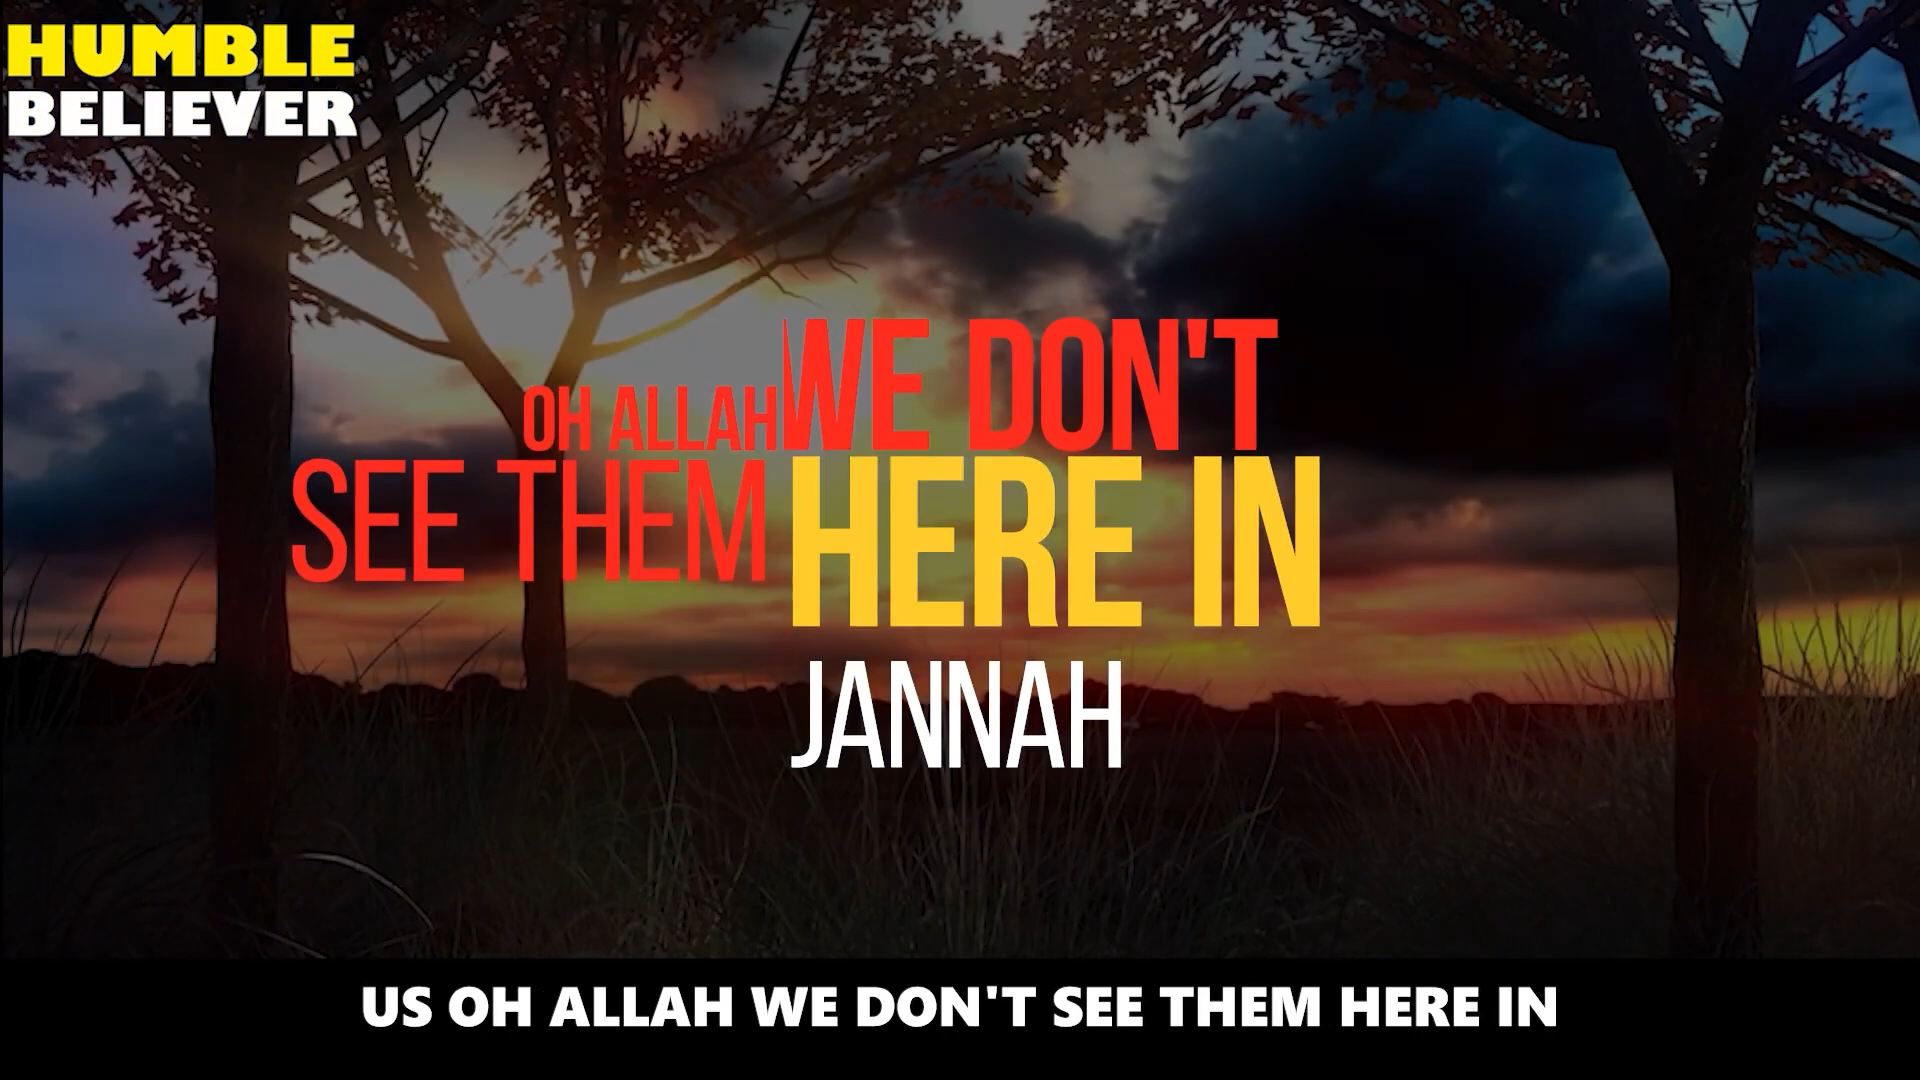 HUMBLE
BELIEVER
OH ALLAH WE DON'T
SEE THEM HERE IN
JANNAH
US OH ALLAH WE DON'T SEE THEM HERE IN